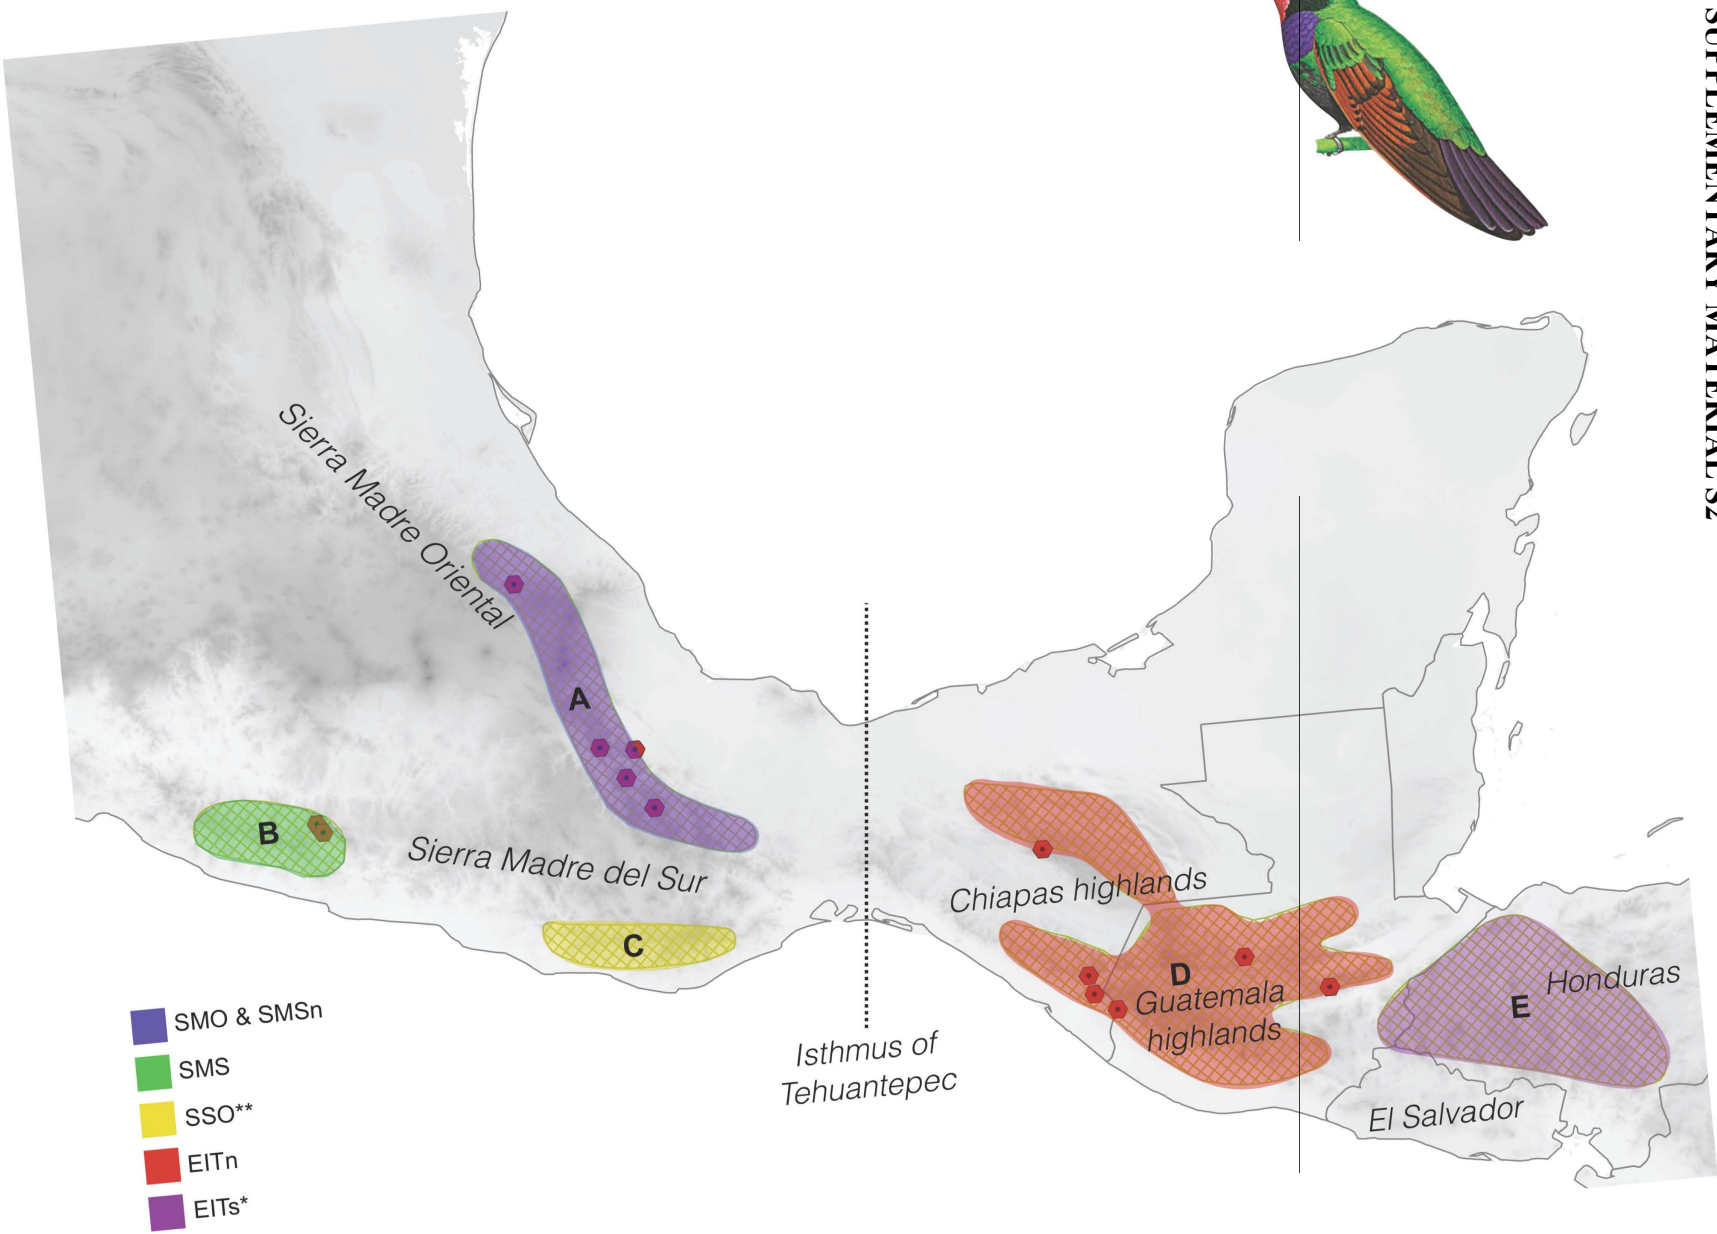 SUPPLEMENTARY MATERIAL S2
Sierra Madre Oriental
A
B
Sierra Madre del Sur
C
Chiapas highlands
D
Guatemala
highlands
E
Honduras
El Salvador
Isthmus of
Tehuantepec
SMO & SMSn
SMS
SSO**
EITn
EITs*